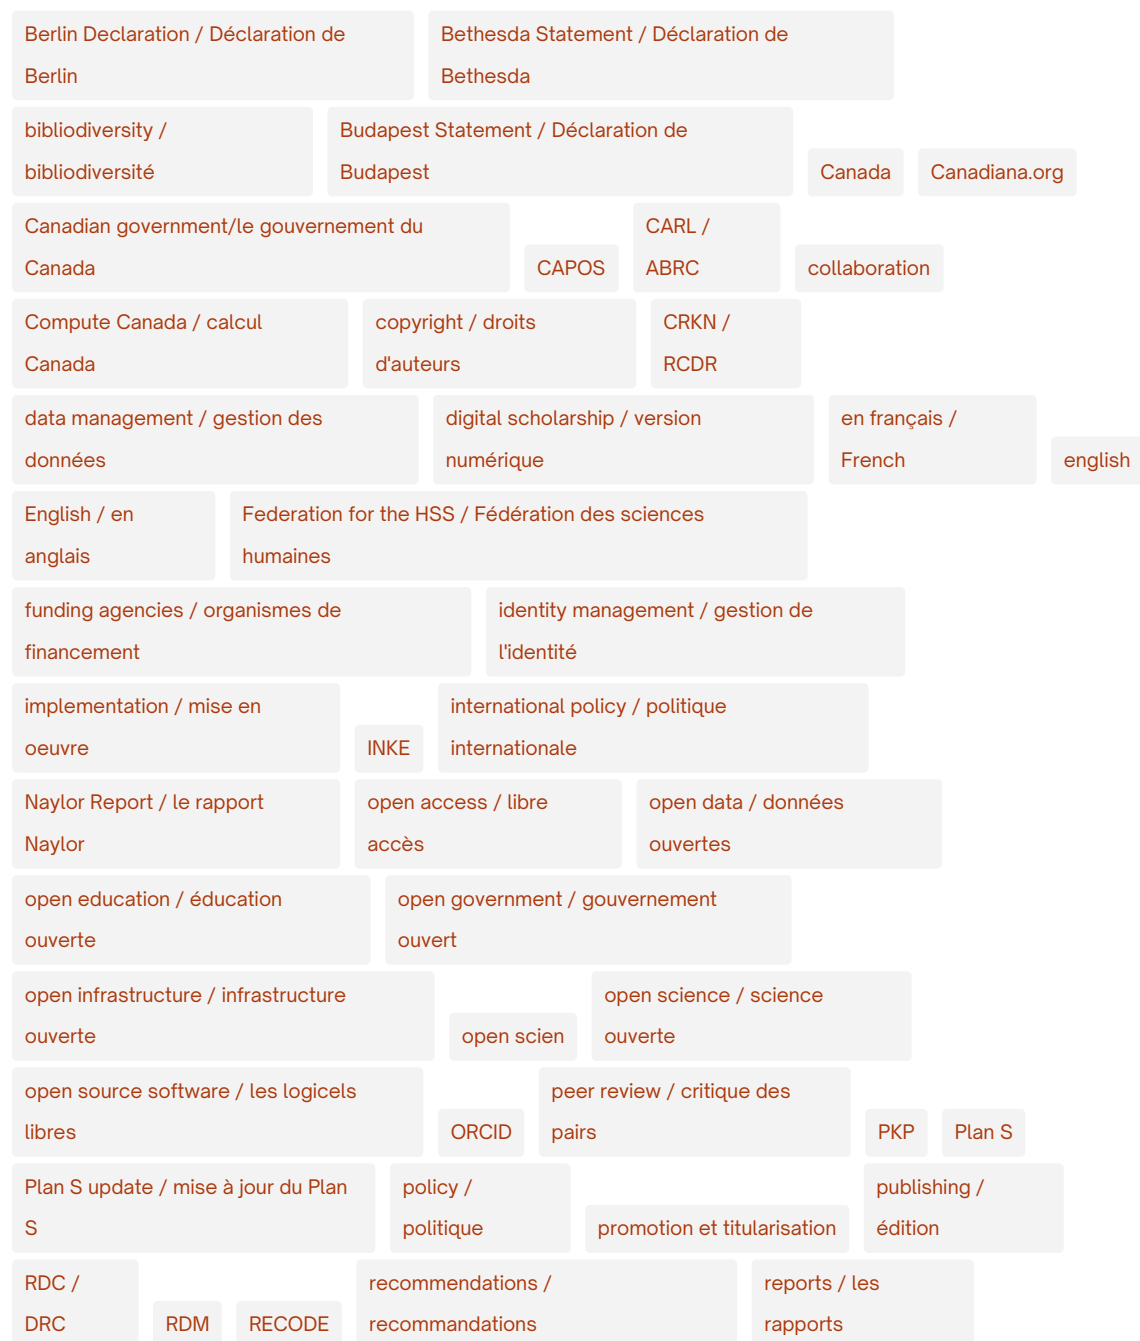 Berlin Declaration / Déclaration de
Berlin
Bethesda Statement / Déclaration de
Bethesda
bibliodiversity /
bibliodiversité
Budapest Statement / Déclaration de
Budapest
Canada
Canadiana.org
Canadian government/le gouvernement du
Canada
CAPOS
CARL /
ABRC
collaboration
Compute Canada / calcul
Canada
copyright / droits
d'auteurs
CRKN /
RCDR
data management / gestion des
données
digital scholarship / version
numérique
en français /
French
english
English / en
anglais
Federation for the HSS / Fédération des sciences
humaines
funding agencies / organismes de
financement
identity management / gestion de
l'identité
implementation / mise en
oeuvre
INKE
international policy / politique
internationale
Naylor Report / le rapport
Naylor
open access / libre
accès
open data / données
ouvertes
open education / éducation
ouverte
open government / gouvernement
ouvert
open infrastructure / infrastructure
ouverte
open scien
open science / science
ouverte
open source software / les logicels
libres
ORCID
peer review / critique des
pairs
PKP
Plan S
Plan S update / mise à jour du Plan
S
policy /
politique
promotion et titularisation
publishing /
édition
RDC /
DRC
RDM
RECODE
recommendations /
recommandations
reports / les
rapports